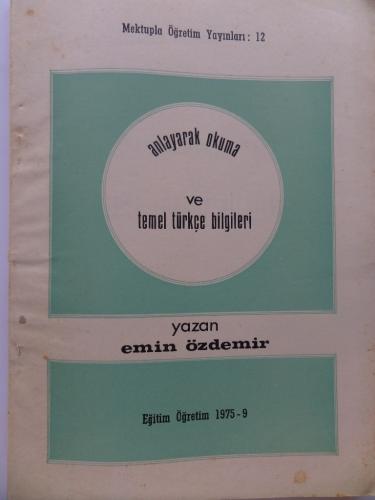 Mektupla Öğretim Yayınları: 12
anlayarak okuma
ve
temel türkçe bilgileri
yazan
emin özdemir
Eğitim Öğretim 1975-9